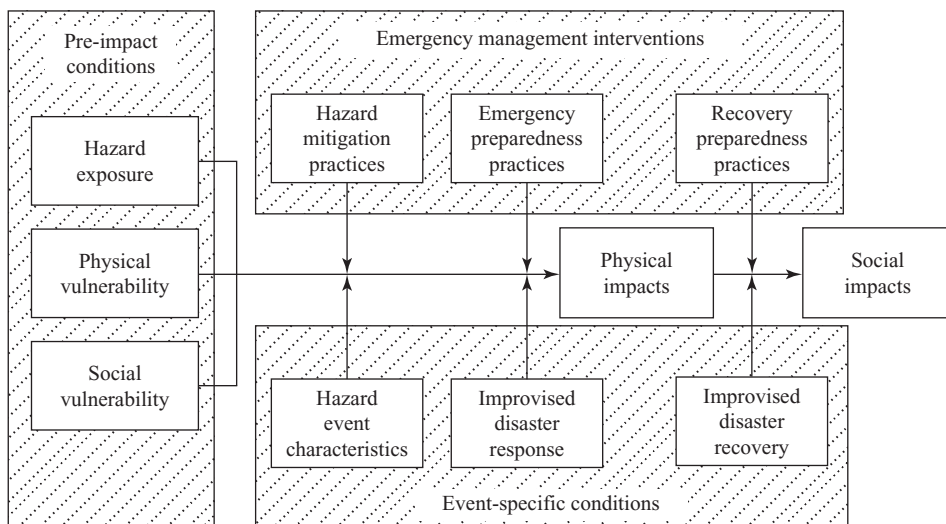 Pre-impact
conditions
Hazard
exposure
Physical
vulnerability
Social
vulnerability
Emergency management interventions
Hazard
mitigation
practices
Emergency
preparedness
practices
Recovery
preparedness
practices
Physical
impacts
Social
impacts
Hazard
event
characteristics
Improvised
disaster
response
Improvised
disaster
recovery
Event-specific conditions